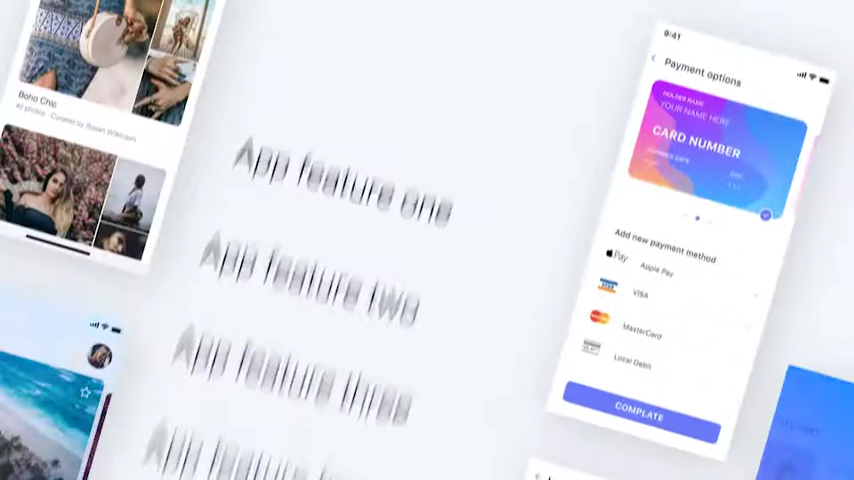 Boho Chic
App feature one
App feature two
App feature three
9:41
Payment options
HOLDER NAME
YOUR NAME HERE
CARD NUMBER
Add new payment method
Pay Apple Pay
VISA VISA
MasterCard
Local Debit
COMPLATE